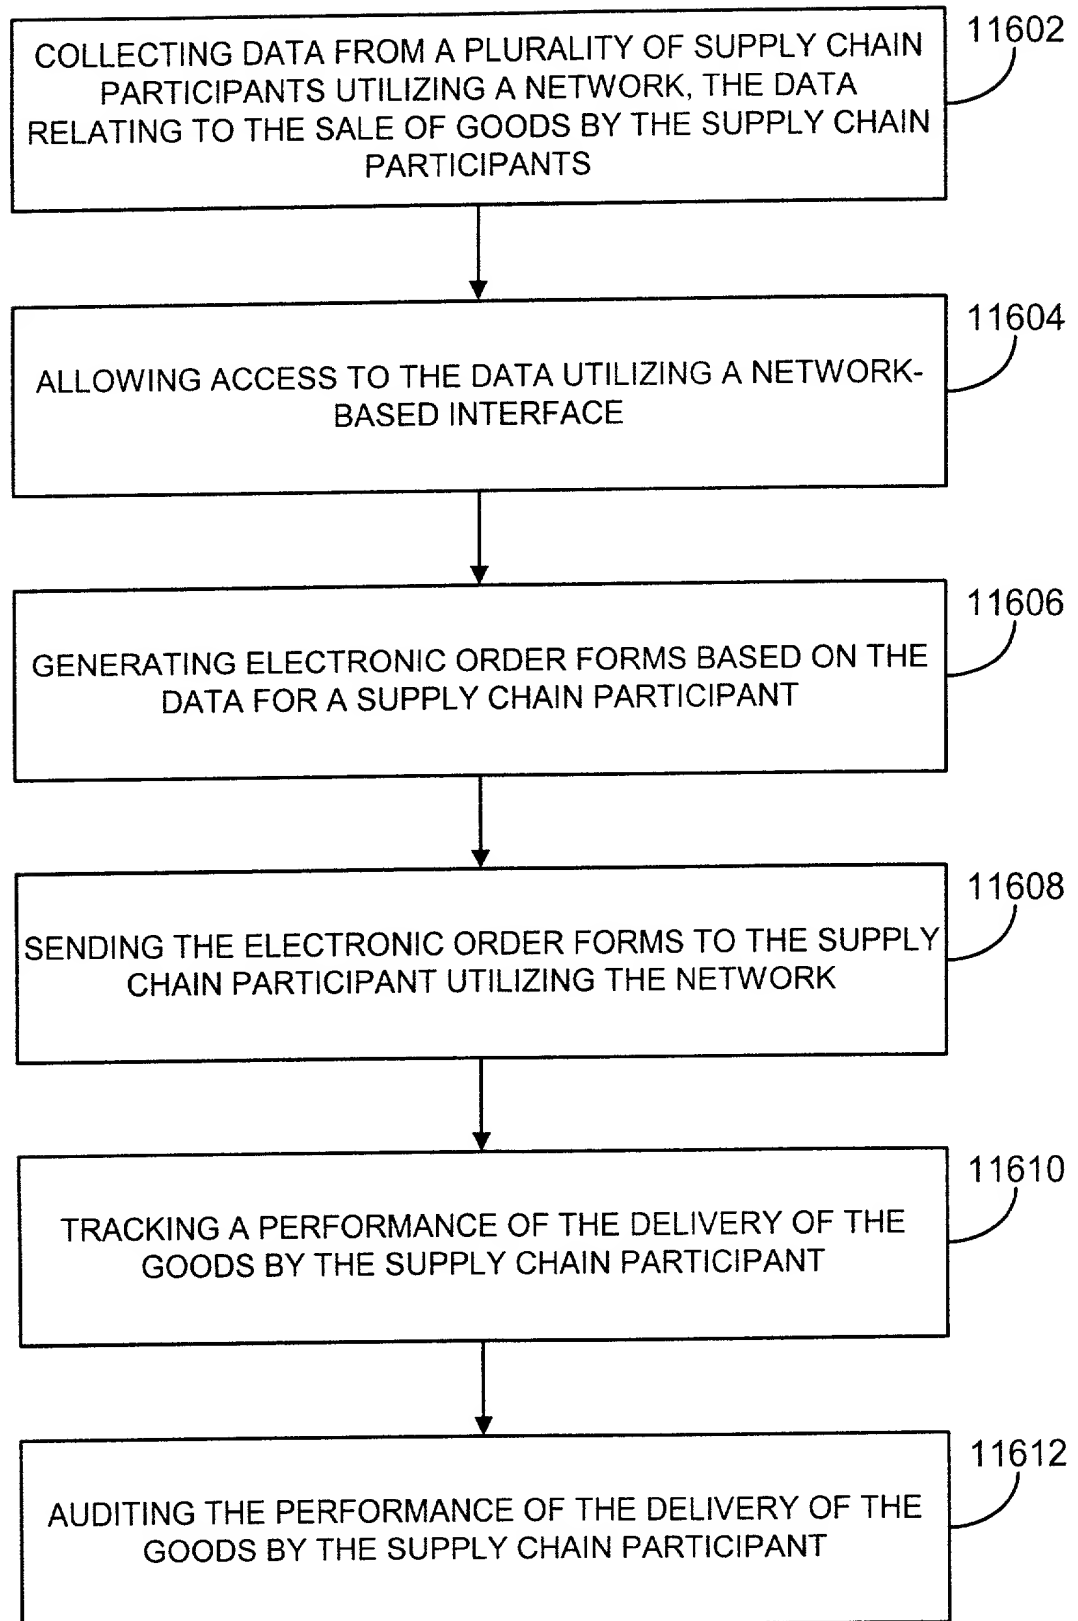 COLLECTING DATA FROM A PLURALITY OF SUPPLY CHAIN
PARTICIPANTS UTILIZING A NETWORK, THE DATA
RELATING TO THE SALE OF GOODS BY THE SUPPLY CHAIN
PARTICIPANTS
11602
ALLOWING ACCESS TO THE DATA UTILIZING A NETWORK-
BASED INTERFACE
11604
GENERATING ELECTRONIC ORDER FORMS BASED ON THE
DATA FOR A SUPPLY CHAIN PARTICIPANT
11606
SENDING THE ELECTRONIC ORDER FORMS TO THE SUPPLY
CHAIN PARTICIPANT UTILIZING THE NETWORK
11608
TRACKING A PERFORMANCE OF THE DELIVERY OF THE
GOODS BY THE SUPPLY CHAIN PARTICIPANT
11610
AUDITING THE PERFORMANCE OF THE DELIVERY OF THE
GOODS BY THE SUPPLY CHAIN PARTICIPANT
11612